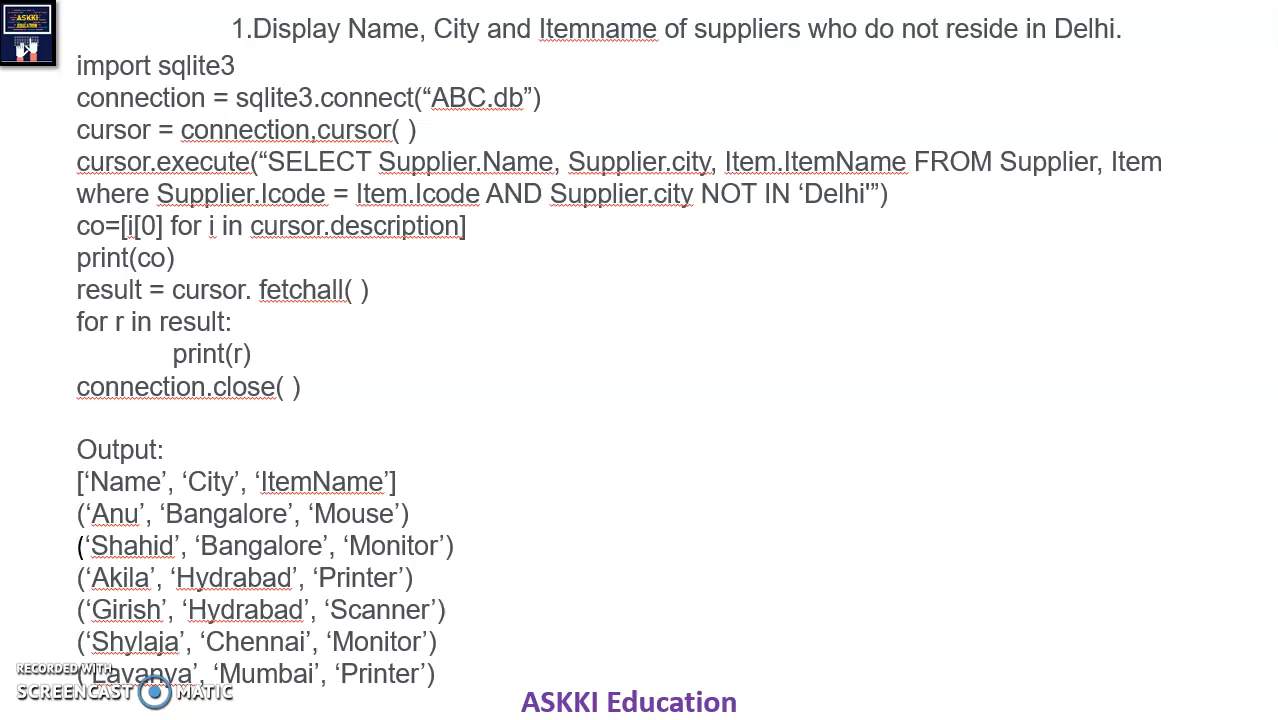 ASKKI
EDUCATION
1.Display Name, City and Itemname of suppliers who do not reside in Delhi.
import sqlite3
connection = sqlite3.connect(“ABC.db”)
cursor = connection,cursor( )
cursor.execute(“SELECT Supplier.Name, Supplier.city, Item.ItemName FROM Supplier, Item
where Supplier.Icode = Item.Icode AND Supplier.city NOT IN ‘Delhi'”)
co=[i[0] for i in cursor.description]
print(co)
result = cursor. fetchall( )
for r in result:
print(r)
connection.close( )
Output:
[‘Name’, ‘City’, ‘ItemName’]
(‘Anu’, ‘Bangalore’, ‘Mouse’)
(‘Shahid’, ‘Bangalore’, ‘Monitor’)
(‘Akila’, ‘Hydrabad’, ‘Printer’)
(‘Girish’, ‘Hydrabad’, ‘Scanner’)
(‘Shylaja’, ‘Chennai’, ‘Monitor’)
(‘Lavanya’, ‘Mumbai’, ‘Printer’)
RECORDED WITH
SCREENCAST MATIC
ASKKI Education